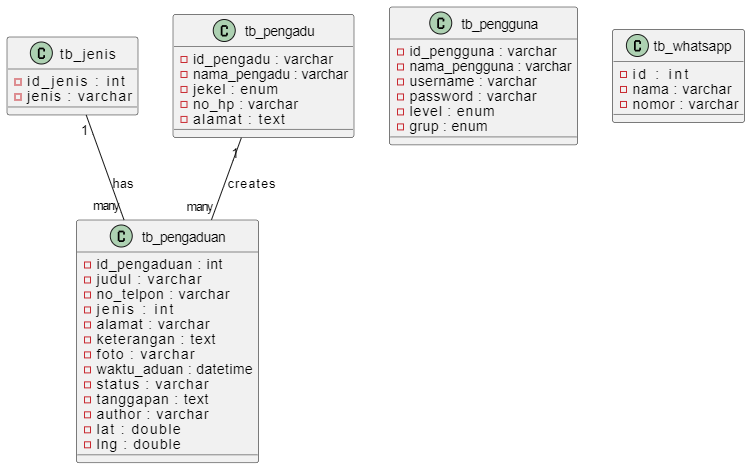 C tb_jenis
id_jenis : int
jenis : varchar
C tb_pengadu
id_pengadu : varchar
nama_pengadu : varchar
jekel : enum
no_hp : varchar
alamat : text
C tb_pengguna
id_pengguna : varchar
nama_pengguna : varchar
username : varchar
password : varchar
level : enum
grup : enum
C tb_whatsapp
id : int
nama : varchar
nomor : varchar
1
1
has
creates
many
many
C tb_pengaduan
id_pengaduan : int
judul : varchar
no_telpon : varchar
jenis : int
alamat : varchar
keterangan : text
foto : varchar
waktu_aduan : datetime
status : varchar
tanggapan : text
author : varchar
lat : double
lng : double